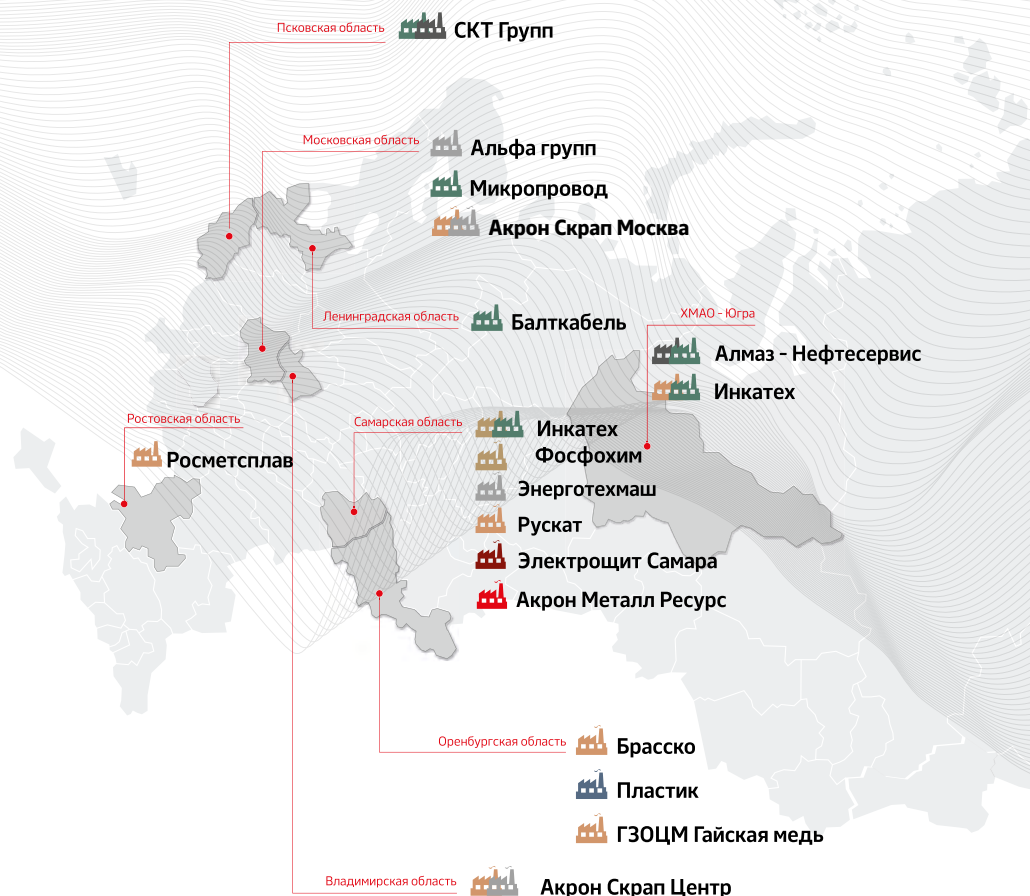 Псковская область
СКТ Групп
Московская область
Альфа групп
Микропровод
Акрон Скрап Москва
Ленинградская область
Балткабель
ХМАО - Югра
Алмаз - Нефтесервис
Инкатех
Ростовская область
Росметсплав
Самарская область
Инкатех
Фосфохим
Энерготехмаш
Рускат
Электрощит Самара
Акрон Металл Ресурс
Оренбургская область
Брасско
Пластик
ГЗОЦМ Гайская медь
Владимирская область
Акрон Скрап Центр